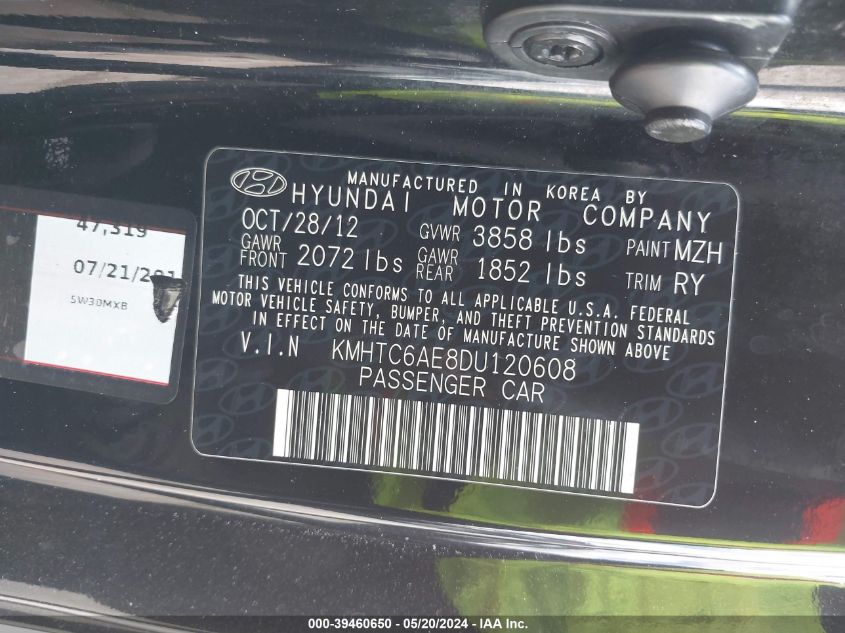 MANUFACTURED IN KOREA BY
HYUNDAI MOTOR COMPANY
OCT/28/12 GVWR 3858 lbs PAINT MZH
GAWR FRONT 2072 lbs GAWR REAR 1852 lbs TRIM RY
THIS VEHICLE CONFORMS TO ALL APPLICABLE U.S.A. FEDERAL
MOTOR VEHICLE SAFETY, BUMPER, AND THEFT PREVENTION STANDARDS
IN EFFECT ON THE DATE OF MANUFACTURE SHOWN ABOVE
V.I.N KMHTC6AE8DU120608
PASSENGER CAR
47,319
07/21/201
5W30MXB
000-39460650 - 05/20/2024 - IAA Inc.